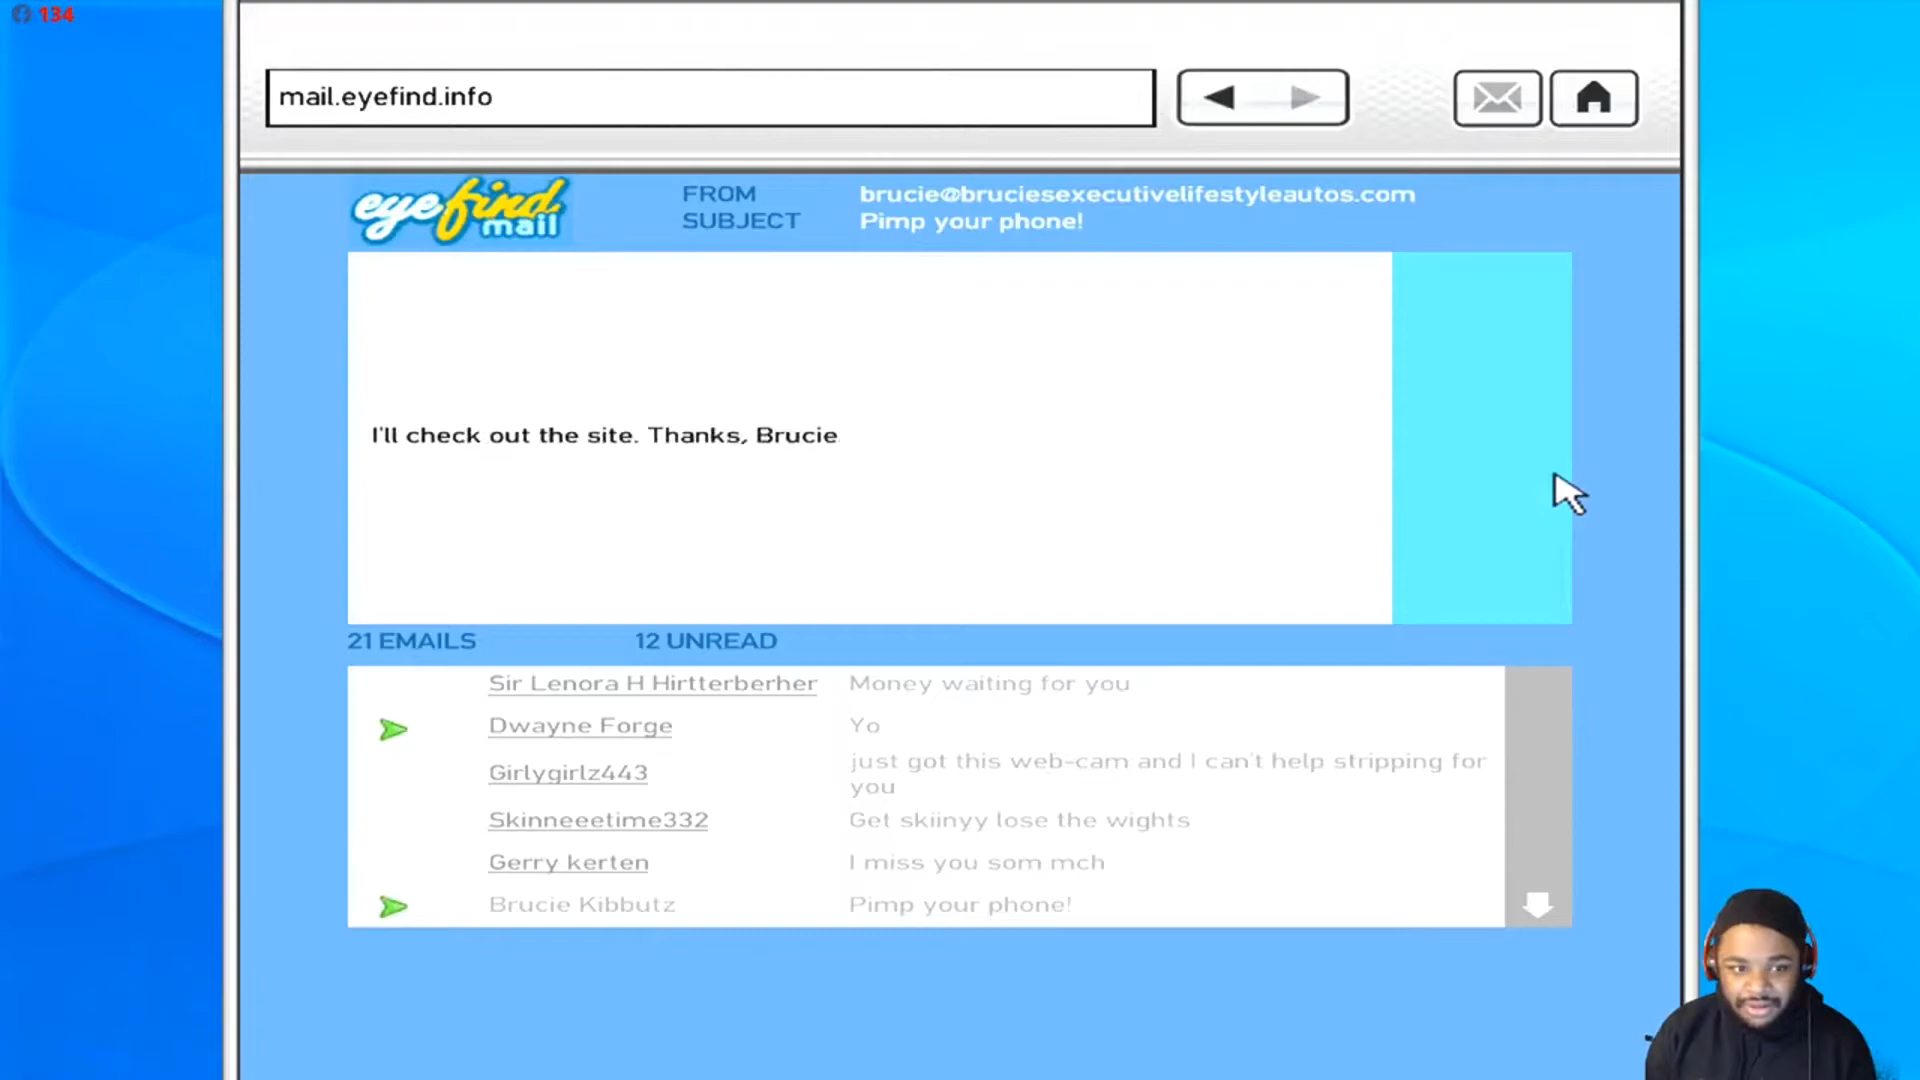 134
mail.eyefind.info
eyefind mail
FROM brucie@bruciesexecutivelifestyleautos.com
SUBJECT Pimp your phone!
I'll check out the site. Thanks, Brucie
21 EMAILS 12 UNREAD
Sir Lenora H Hirtterberher Money waiting for you
Dwayne Forge Yo
Girlygirlz443 just got this web-cam and I can't help stripping for
you
Skinneeetime332 Get skiinyy lose the wights
Gerry kerten I miss you som mch
Brucie Kibbutz Pimp your phone!